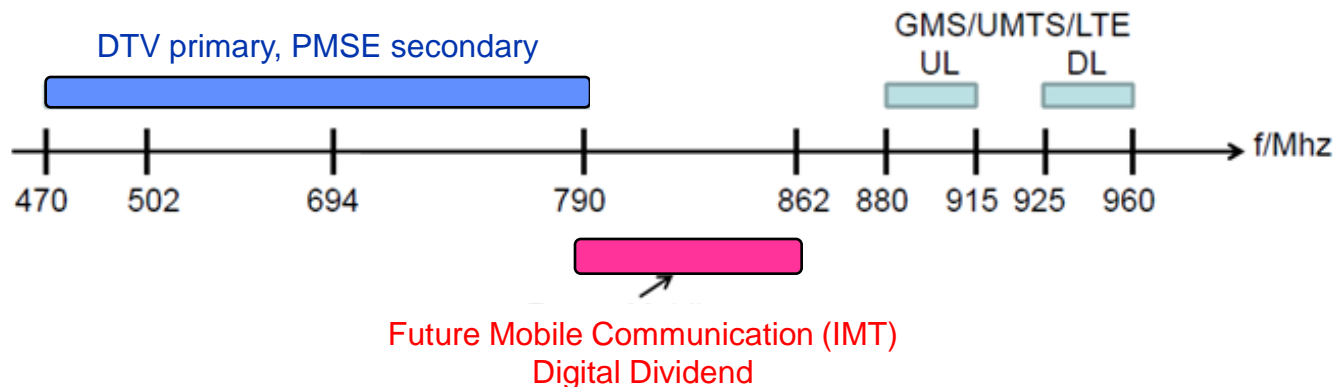 DTV primary, PMSE secondary
GMS/UMTS/LTE
UL DL
f/Mhz
470 502 694 790 862 880 915 925 960
Future Mobile Communication (IMT)
Digital Dividend